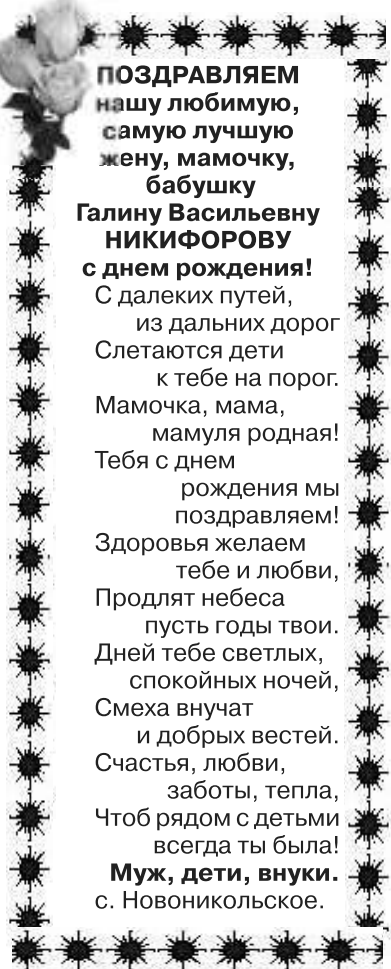 ПОЗДРАВЛЯЕМ
нашу любимую,
самую лучшую
жену, мамочку,
бабушку
Галину Васильевну
НИКИФОРОВУ
с днем рождения!
С далеких путей,
из дальних дорог
Слетаются дети
к тебе на порог.
Мамочка, мама,
мамуля родная!
Тебя с днем
рождения мы
поздравляем!
Здоровья желаем
тебе и любви,
Продлят небеса
пусть годы твои.
Дней тебе светлых,
спокойных ночей,
Смеха внучат
и добрых вестей.
Счастья, любви,
заботы, тепла,
Чтоб рядом с детьми
всегда ты была!
Муж, дети, внуки.
с. Новоникольское.